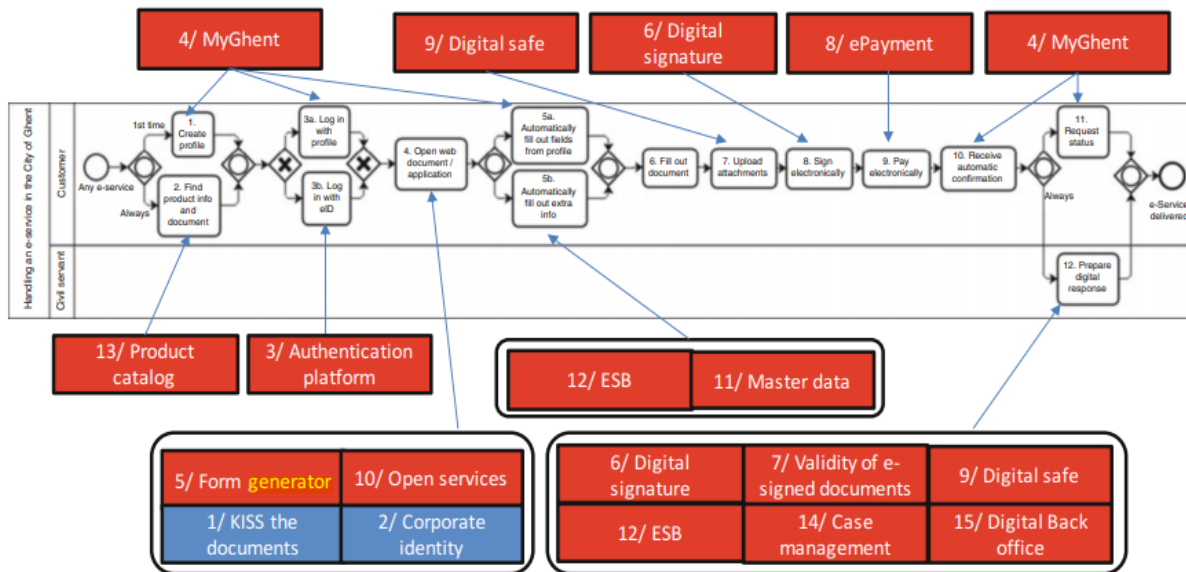 4/ MyGhent
9/ Digital safe
6/ Digital
signature
8/ ePayment
4/ MyGhent
Handling an e-service in the City of Ghent
Customer
Civil servant
Any e-service
1st time
Always
1.
Create
profile
2. Find
product info
and
document
3a. Log in
with
profile
3b. Log
in with
eID
4. Open web
document /
application
5a.
Automatically
fill out fields
from profile
5b.
Automatically
fill out extra
info
6. Fill out
document
7. Upload
attachments
8. Sign
electronically
9. Pay
electronically
10. Receive
automatic
confirmation
11.
Request
status
Always
e-Service
delivered
12. Prepare
digital
response
13/ Product
catalog
3/ Authentication
platform
12/ ESB
11/ Master data
5/ Form generator
10/ Open services
1/ KISS the
documents
2/ Corporate
identity
6/ Digital
signature
7/ Validity of e-
signed documents
9/ Digital safe
12/ ESB
14/ Case
management
15/ Digital Back
office